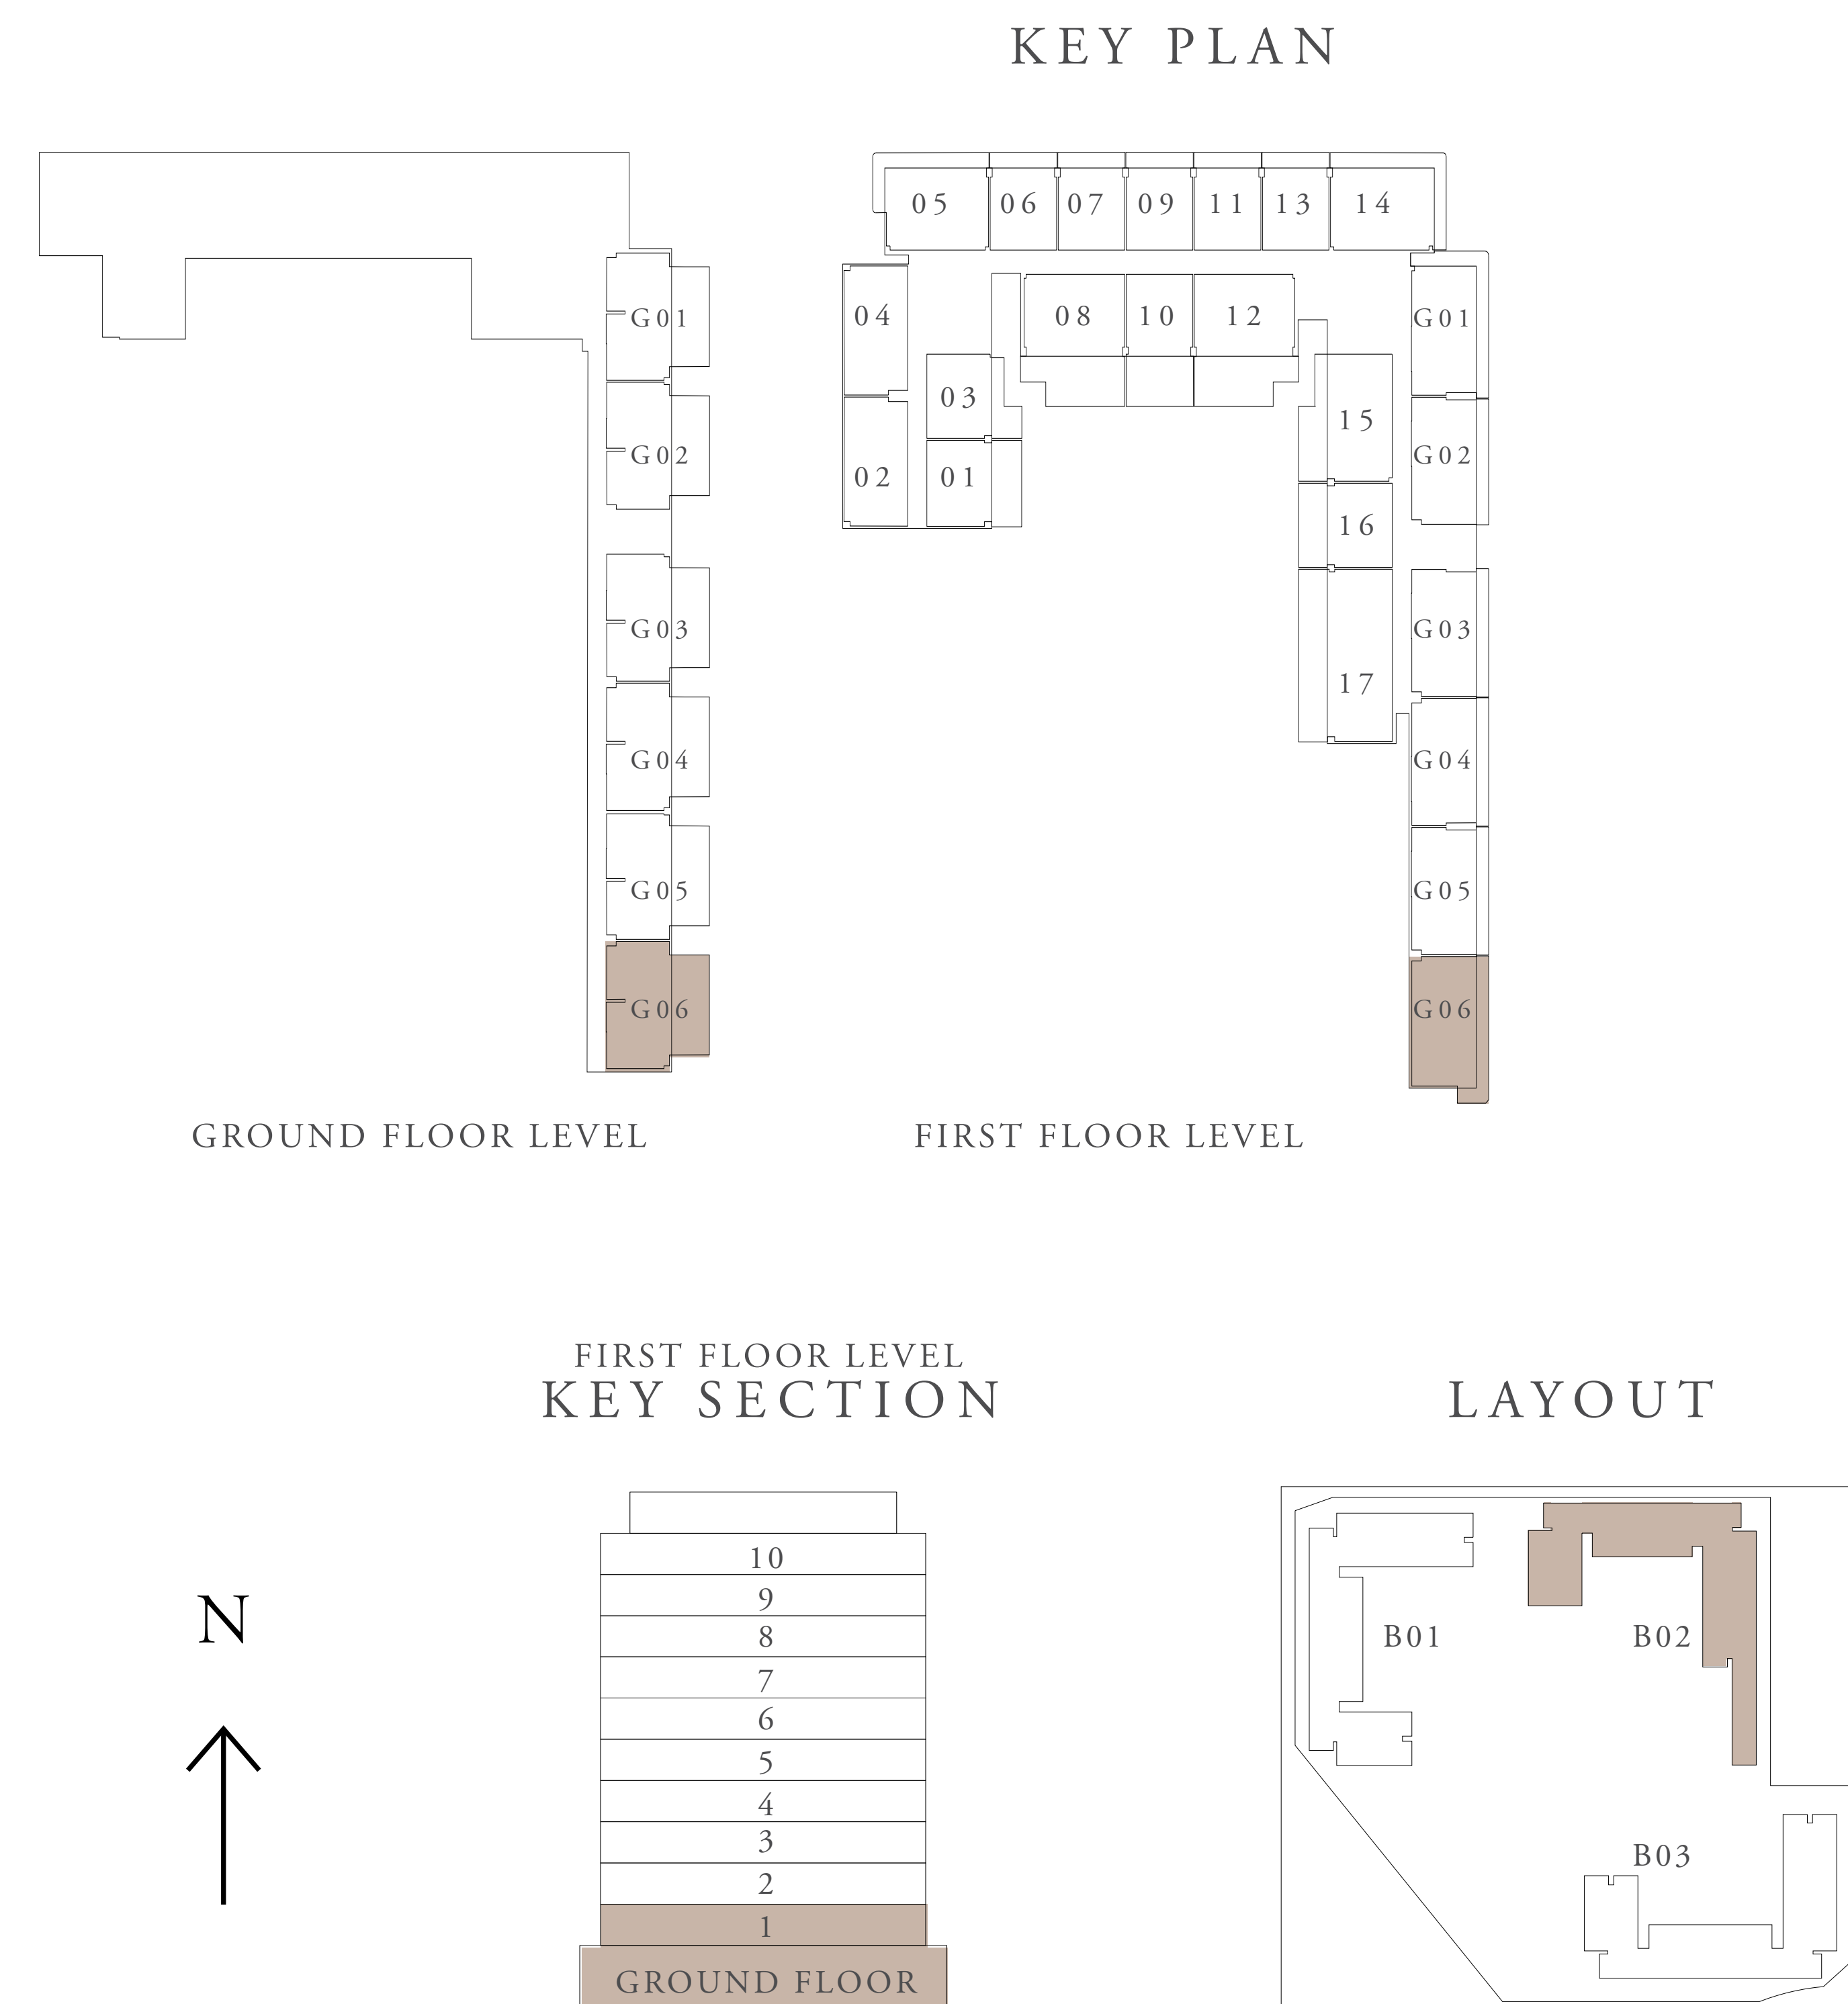 KEY PLAN
05 06 07 09 11 13 14
G01 04 08 10 12 G01
03 15
G02 02 01 G02
16
G03 G03
17
G04 G04
G05 G05
G06 G06
GROUND FLOOR LEVEL FIRST FLOOR LEVEL
FIRST FLOOR LEVEL
KEY SECTION LAYOUT
10
N 9
8 B01 B02
7
6
5
4
3 B03
2
1
GROUND FLOOR